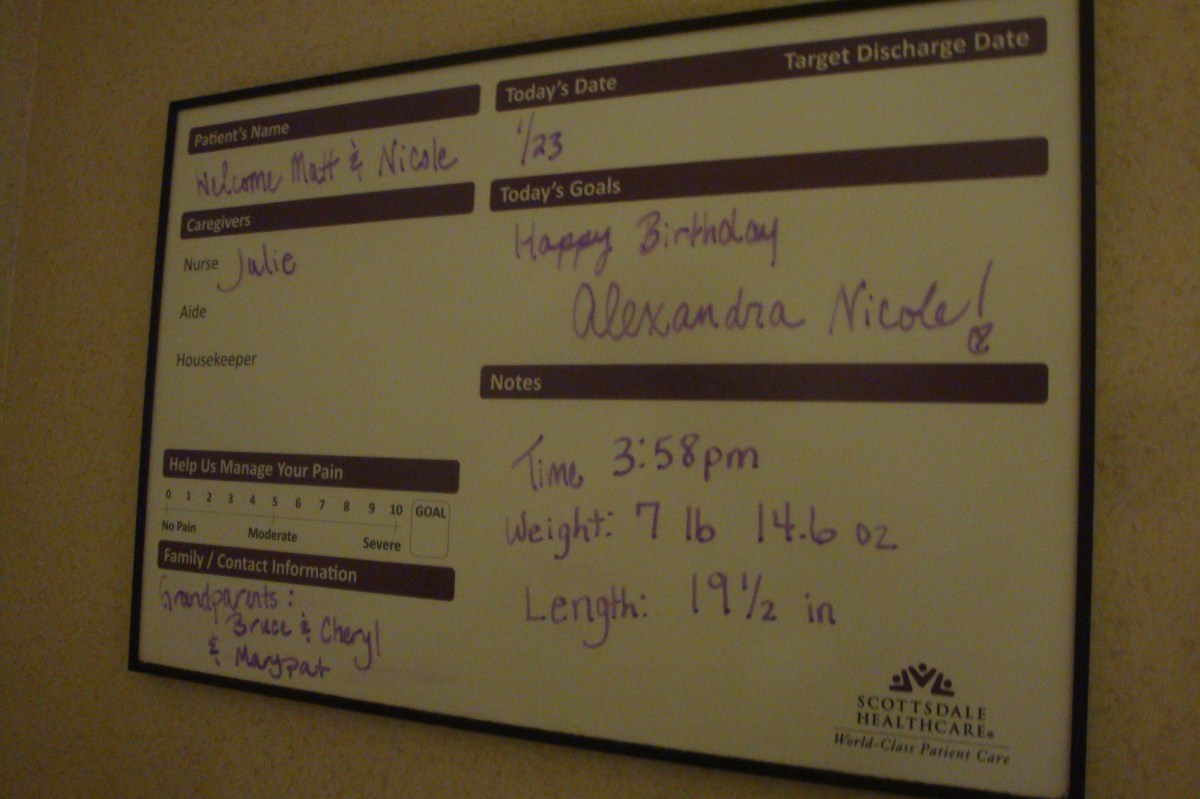 Patient's Name
Welcome Matt & Nicole
Caregivers
Nurse Julie
Aide
Housekeeper
Help Us Manage Your Pain
0 1 2 3 4 5 6 7 8 9 10 GOAL
No Pain Moderate Severe
Family / Contact Information
Grandparents:
Bruce & Cheryl
& Marypat
Today's Date Target Discharge Date
1/23
Today's Goals
Happy Birthday
Alexandra Nicole!
Notes
Time 3:58pm
Weight: 7 lb 14.6 oz
Length: 19 1/2 in
SCOTTSDALE
HEALTHCARE®
World-Class Patient Care